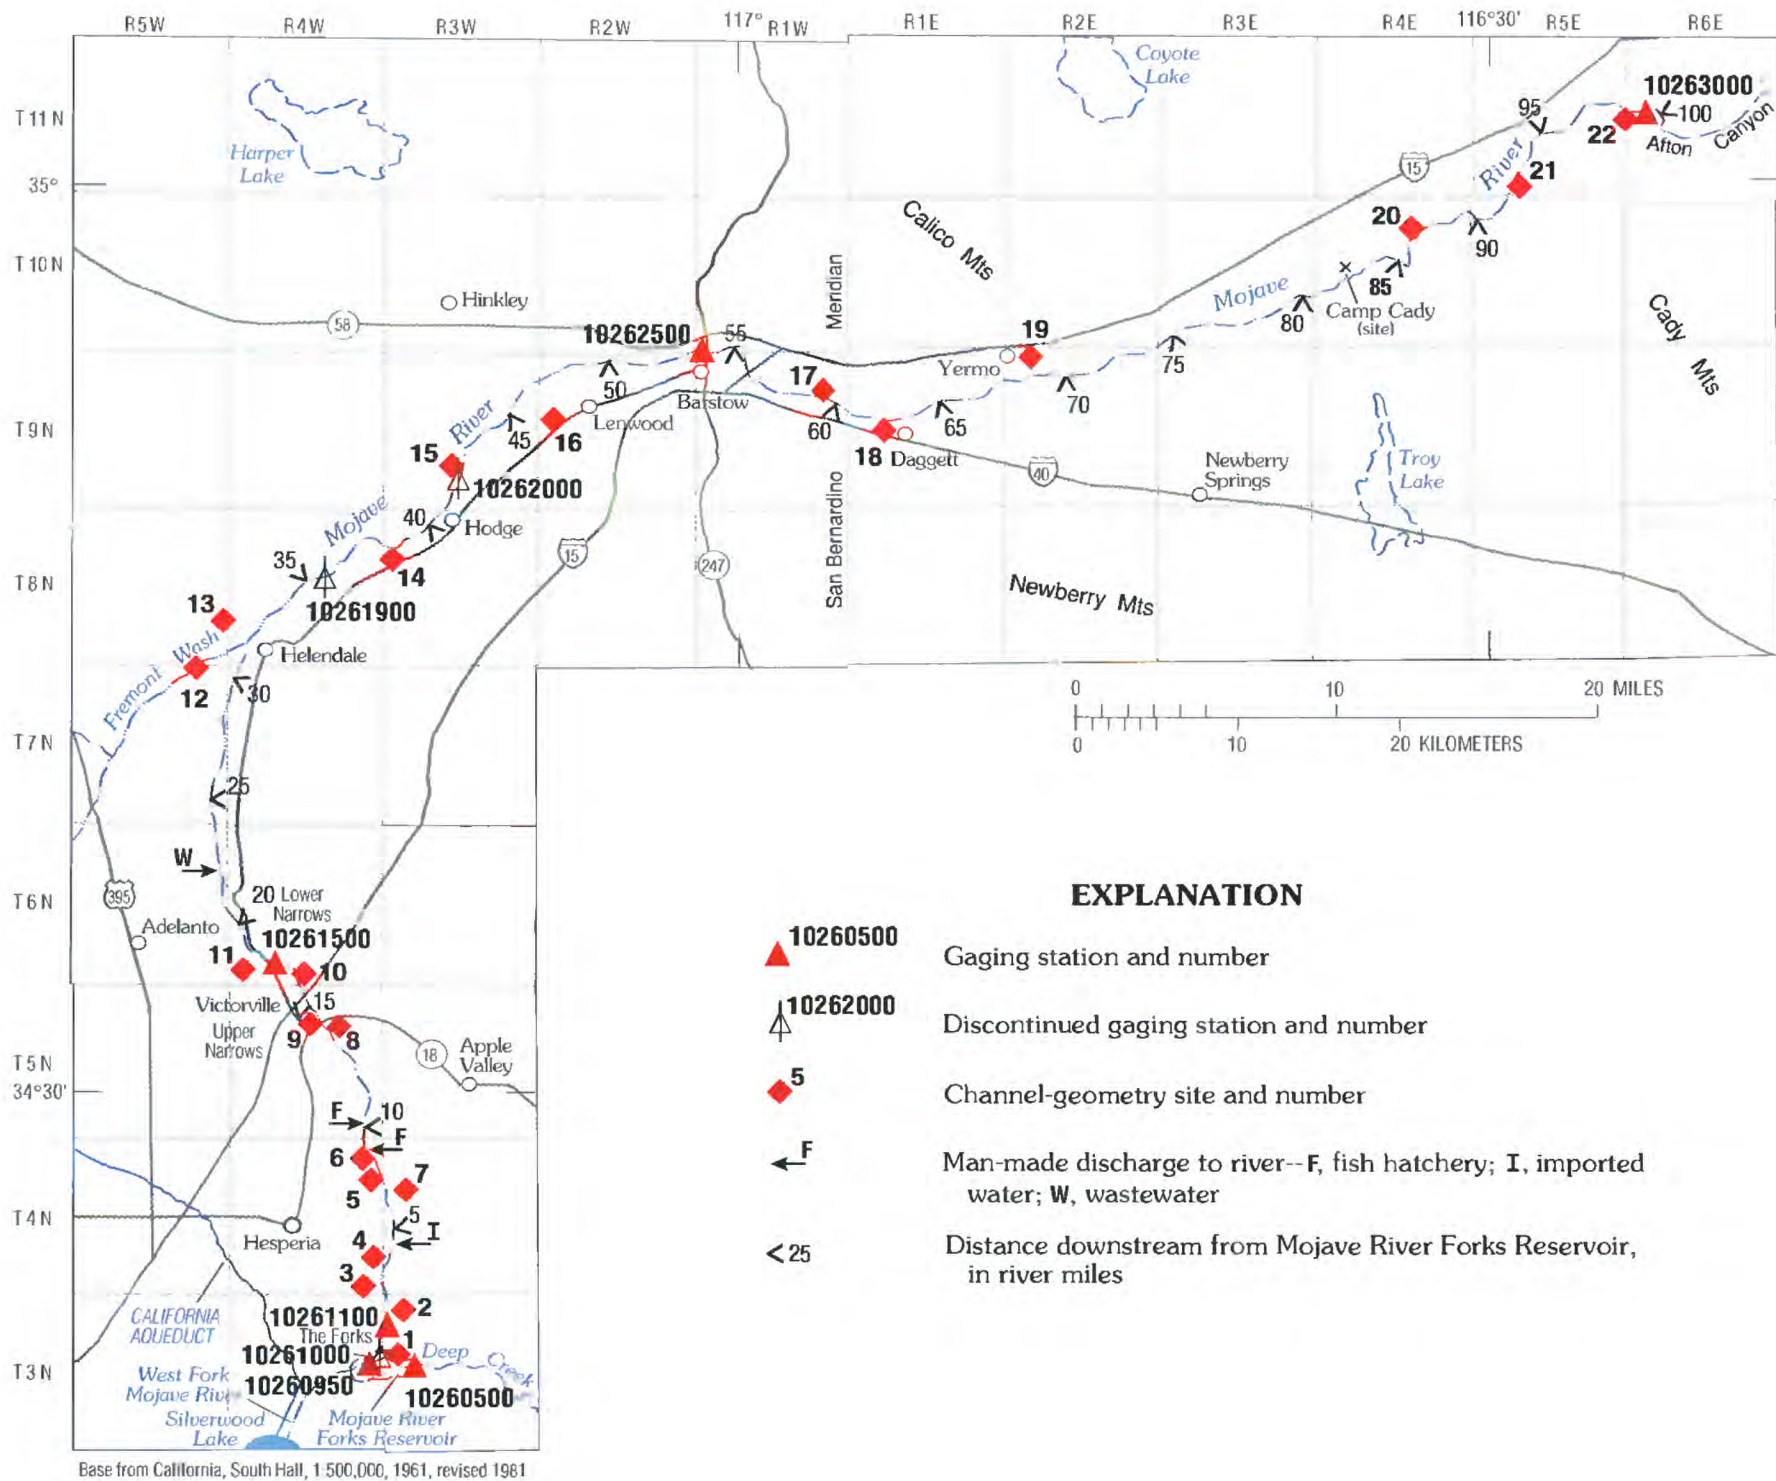 R5W R4W R3W R2W 117° R1W R1E R2E R3E R4E 116°30' R5E R6E
Coyote
Lake
10263000
95
100
T11N
22
Afton
Canyon
Harper
Lake
River
21
15
35°
20
Calico Mts
90
T10N
Meridian
Mojave
85
Cady Mts
Hinkley
Camp Cady
(site)
80
58
10262500
55
19
75
Yermo
17
50
Barstow
70
River
Lenwood
45
16
60
65
T9N
15
18 Daggett
40
Newberry
Springs
Troy
Lake
10262000
Mojave
40
Hodge
San Bernardino
35
14
15
247
T8N
10261900
Newberry Mts
13
Fremont Wash
Helendale
12
30
0 10 20 MILES
T7N
0 10 20 KILOMETERS
25
W
395
20 Lower
Narrows
T6N
Adelanto
10261500
11
10
Victorville
15
Upper
Narrows
9
8
18
Apple
Valley
T5N
34°30'
F
10
F
6
7
5
5
I
T4N
Hesperia
4
3
CALIFORNIA
AQUEDUCT
10261100
2
The Forks
1
10261000
Deep Creek
T3N
West Fork
Mojave River
10260950
10260500
Silverwood
Lake
Mojave River
Forks Reservoir
Base from California, South Half, 1:500,000, 1961, revised 1981
EXPLANATION
10260500
Gaging station and number
10262000
Discontinued gaging station and number
5
Channel-geometry site and number
F
Man-made discharge to river--F, fish hatchery; I, imported
water; W, wastewater
25
Distance downstream from Mojave River Forks Reservoir,
in river miles